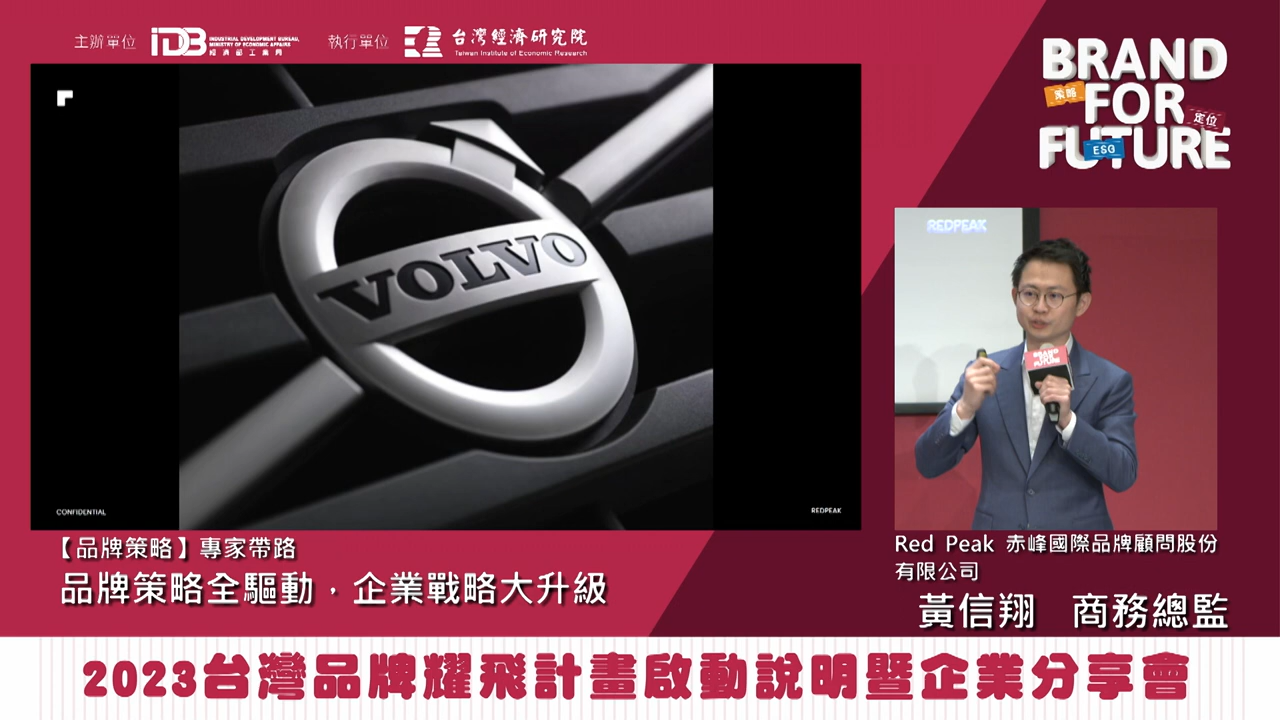 主辦單位
IDB
INDUSTRIAL DEVELOPMENT BUREAU,
MINISTRY OF ECONOMIC AFFAIRS
經濟部工業局
執行單位
台灣經濟研究院
Taiwan Institute of Economic Research
BRAND
策略
FOR
定位
FUTURE
ESG
VOLVO
CONFIDENTIAL
REDPEAK
REDPEAK
BRAND
FOR
FUTURE
【品牌策略】專家帶路
品牌策略全驅動，企業戰略大升級
Red Peak 赤峰國際品牌顧問股份
有限公司
黃信翔 商務總監
2023台灣品牌耀飛計畫啟動說明暨企業分享會